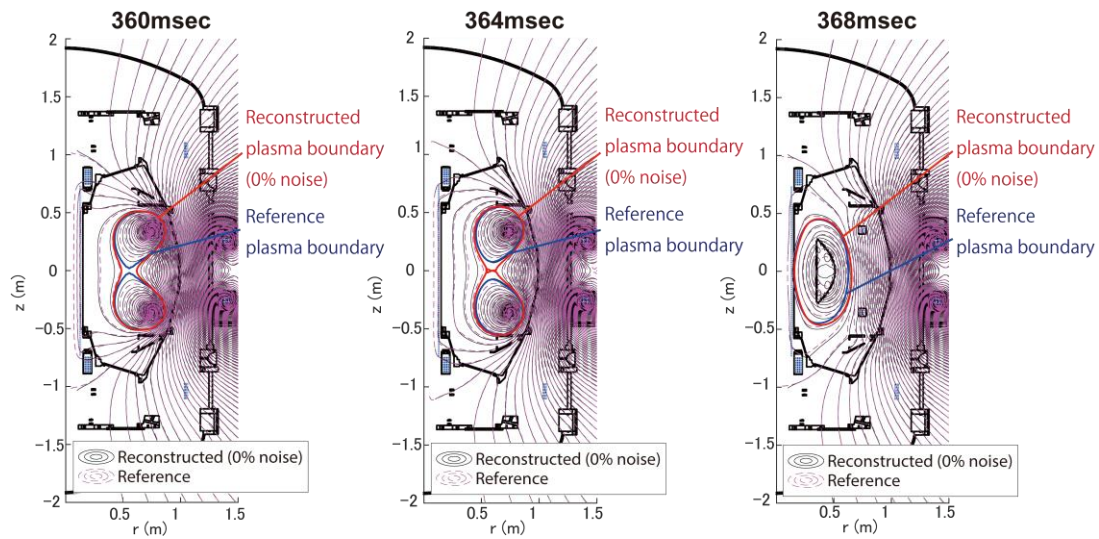 360msec
2
1.5
1
0.5
0
−0.5
−1
−1.5
−2
z (m)
0.5
1
1.5
r (m)
Reconstructed
plasma boundary
(0% noise)
Reference
plasma boundary
Reconstructed (0% noise)
Reference
364msec
2
1.5
1
0.5
0
−0.5
−1
−1.5
−2
z (m)
0.5
1
1.5
r (m)
Reconstructed
plasma boundary
(0% noise)
Reference
plasma boundary
Reconstructed (0% noise)
Reference
368msec
2
1.5
1
0.5
0
−0.5
−1
−1.5
−2
z (m)
0.5
1
1.5
r (m)
Reconstructed
plasma boundary
(0% noise)
Reference
plasma boundary
Reconstructed (0% noise)
Reference